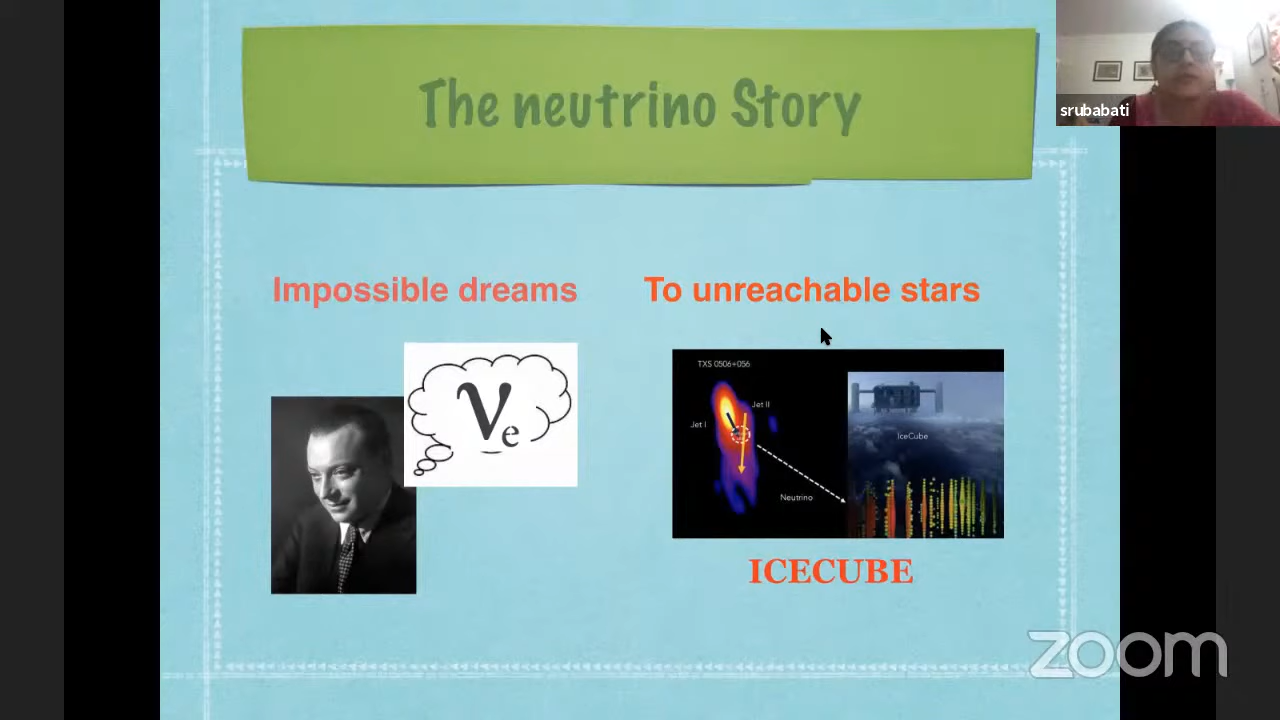 The neutrino Story
srubabati
Impossible dreams
To unreachable stars
νe
TXS 0506+056
Jet II
Jet I
IceCube
Neutrino
ICECUBE
zoom